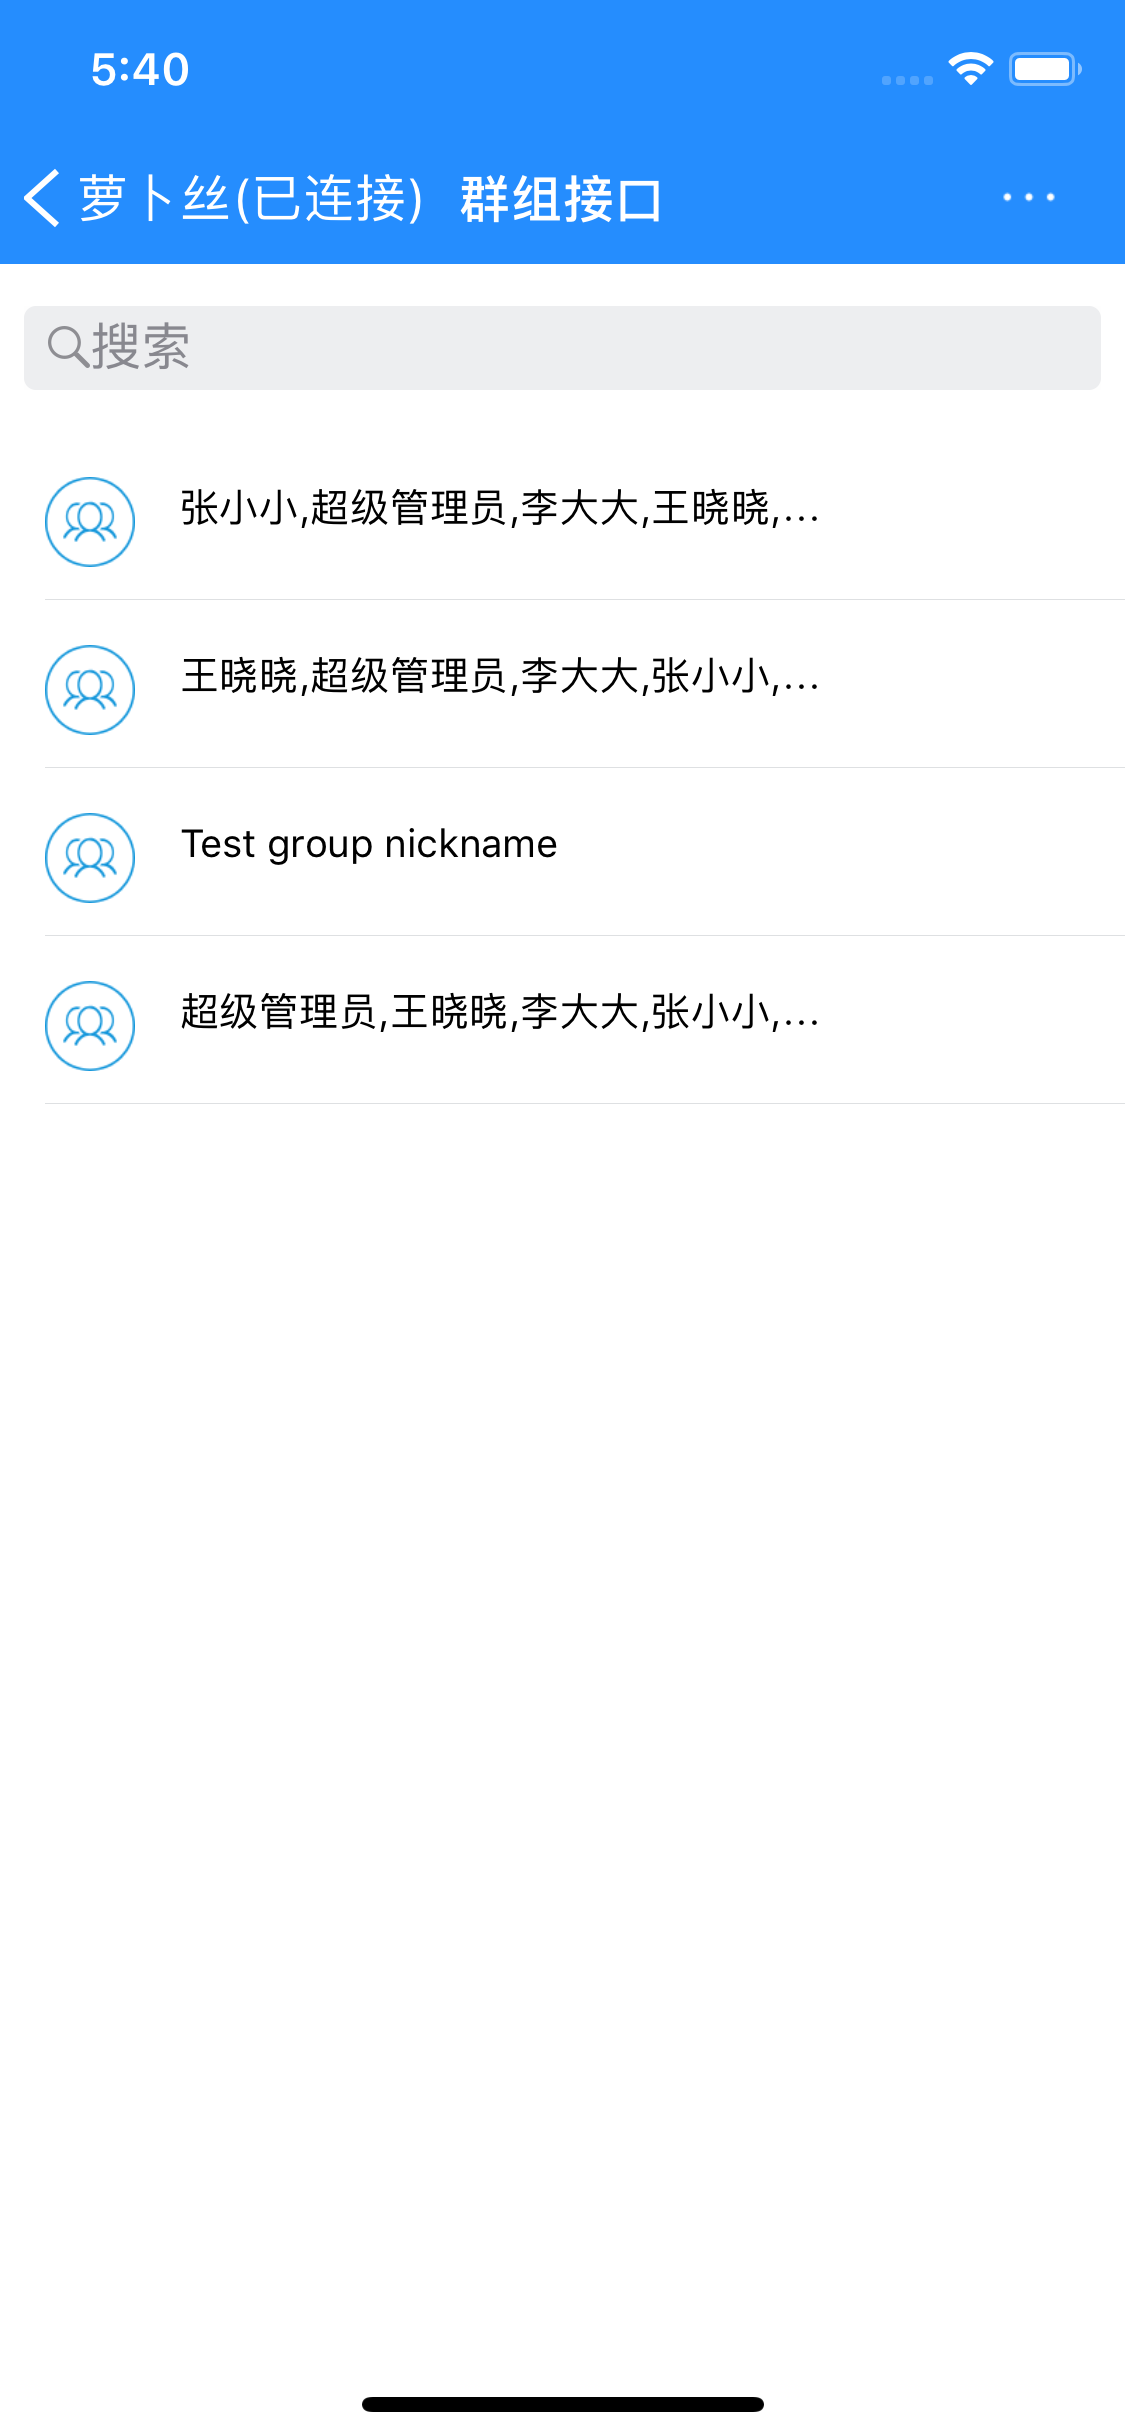 5:40
萝卜丝(已连接) 群组接口
搜索
张小小,超级管理员,李大大,王晓晓,...
王晓晓,超级管理员,李大大,张小小,...
Test group nickname
超级管理员,王晓晓,李大大,张小小,...